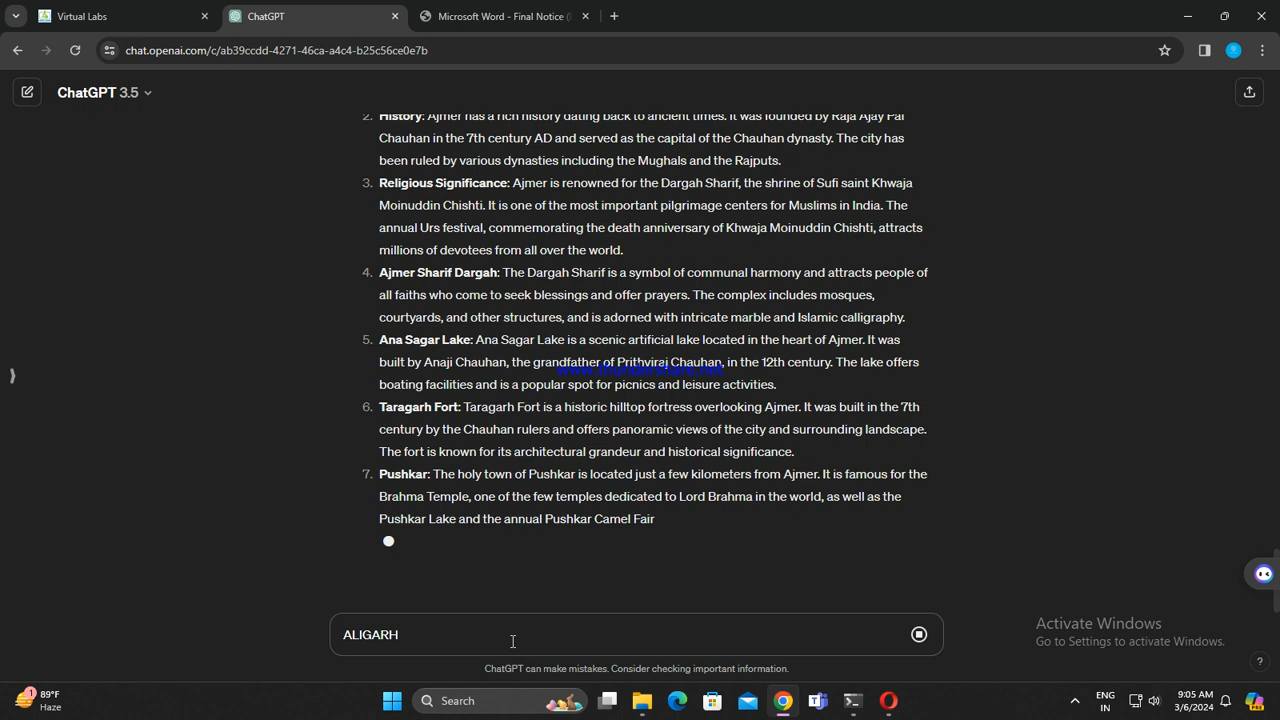 Virtual Labs
ChatGPT
Microsoft Word - Final Notice (
chat.openai.com/c/ab39ccdd-4271-46ca-a4c4-b25c56ce0e7b
ChatGPT 3.5
2. History: Ajmer has a rich history dating back to ancient times. It was founded by Raja Ajay Pal
Chauhan in the 7th century AD and served as the capital of the Chauhan dynasty. The city has
been ruled by various dynasties including the Mughals and the Rajputs.
3. Religious Significance: Ajmer is renowned for the Dargah Sharif, the shrine of Sufi saint Khwaja
Moinuddin Chishti. It is one of the most important pilgrimage centers for Muslims in India. The
annual Urs festival, commemorating the death anniversary of Khwaja Moinuddin Chishti, attracts
millions of devotees from all over the world.
4. Ajmer Sharif Dargah: The Dargah Sharif is a symbol of communal harmony and attracts people of
all faiths who come to seek blessings and offer prayers. The complex includes mosques,
courtyards, and other structures, and is adorned with intricate marble and Islamic calligraphy.
5. Ana Sagar Lake: Ana Sagar Lake is a scenic artificial lake located in the heart of Ajmer. It was
built by Anaji Chauhan, the grandfather of Prithviraj Chauhan, in the 12th century. The lake offers
www.thundershare.net
boating facilities and is a popular spot for picnics and leisure activities.
6. Taragarh Fort: Taragarh Fort is a historic hilltop fortress overlooking Ajmer. It was built in the 7th
century by the Chauhan rulers and offers panoramic views of the city and surrounding landscape.
The fort is known for its architectural grandeur and historical significance.
7. Pushkar: The holy town of Pushkar is located just a few kilometers from Ajmer. It is famous for the
Brahma Temple, one of the few temples dedicated to Lord Brahma in the world, as well as the
Pushkar Lake and the annual Pushkar Camel Fair
ALIGARH
ChatGPT can make mistakes. Consider checking important information.
Activate Windows
Go to Settings to activate Windows.
?
1
89°F
Haze
Search
ENG
IN
9:05 AM
3/6/2024